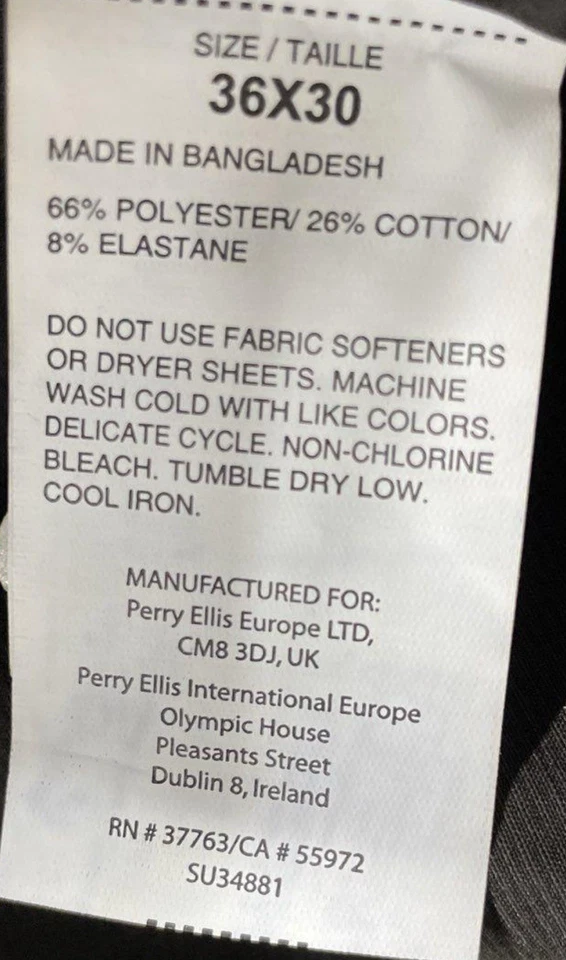 SIZE / TAILLE
36X30
MADE IN BANGLADESH
66% POLYESTER/ 26% COTTON/
8% ELASTANE
DO NOT USE FABRIC SOFTENERS
OR DRYER SHEETS. MACHINE
WASH COLD WITH LIKE COLORS.
DELICATE CYCLE. NON-CHLORINE
BLEACH. TUMBLE DRY LOW.
COOL IRON.
MANUFACTURED FOR:
Perry Ellis Europe LTD,
CM8 3DJ, UK
Perry Ellis International Europe
Olympic House
Pleasants Street
Dublin 8, Ireland
RN # 37763/CA # 55972
SU34881